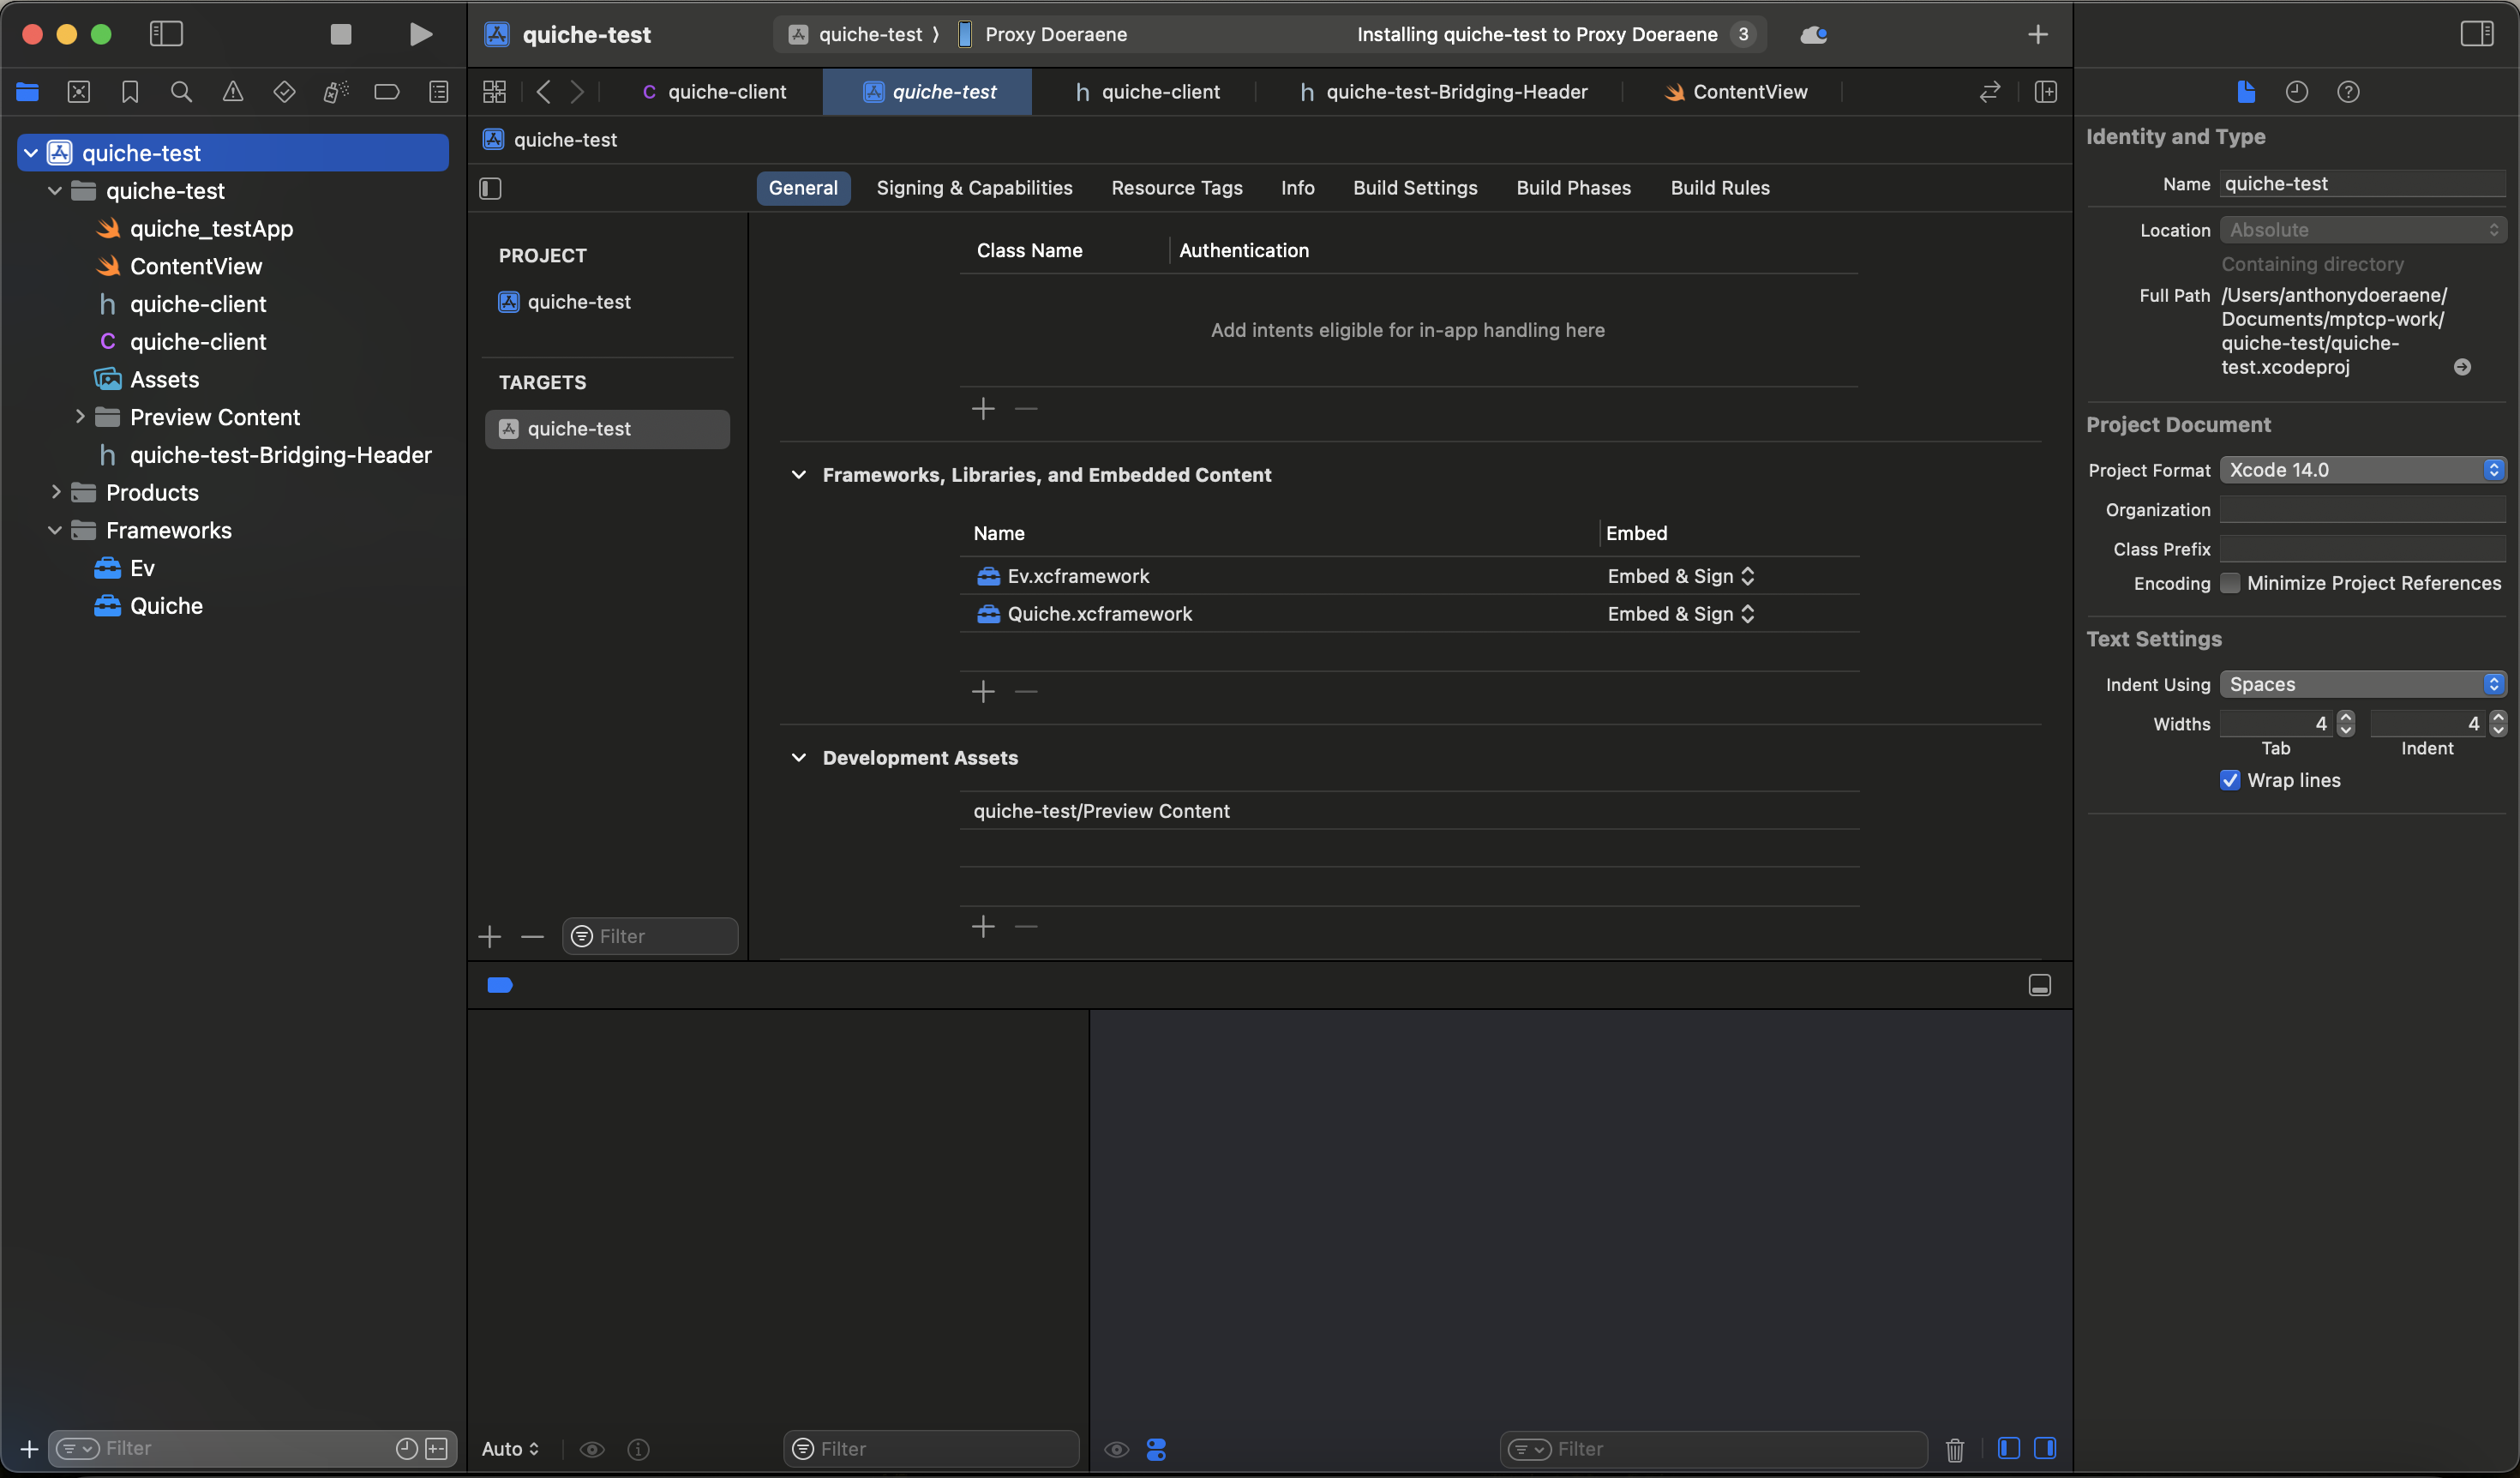 quiche-test
quiche-test ⟩ Proxy Doeraene
Installing quiche-test to Proxy Doeraene 3
C quiche-client
quiche-test
h quiche-client
h quiche-test-Bridging-Header
ContentView
quiche-test
quiche-test
quiche_testApp
ContentView
h quiche-client
C quiche-client
Assets
Preview Content
h quiche-test-Bridging-Header
Products
Frameworks
Ev
Quiche
Filter
quiche-test
General
Signing & Capabilities
Resource Tags
Info
Build Settings
Build Phases
Build Rules
PROJECT
quiche-test
TARGETS
quiche-test
Filter
Class Name Authentication
Add intents eligible for in-app handling here
Frameworks, Libraries, and Embedded Content
Name Embed
Ev.xcframework Embed & Sign
Quiche.xcframework Embed & Sign
Development Assets
quiche-test/Preview Content
Auto
Filter
Filter
Identity and Type
Name quiche-test
Location Absolute
Containing directory
Full Path /Users/anthonydoeraene/
Documents/mptcp-work/
quiche-test/quiche-
test.xcodeproj
Project Document
Project Format Xcode 14.0
Organization
Class Prefix
Encoding Minimize Project References
Text Settings
Indent Using Spaces
Widths 4 4
Tab Indent
Wrap lines